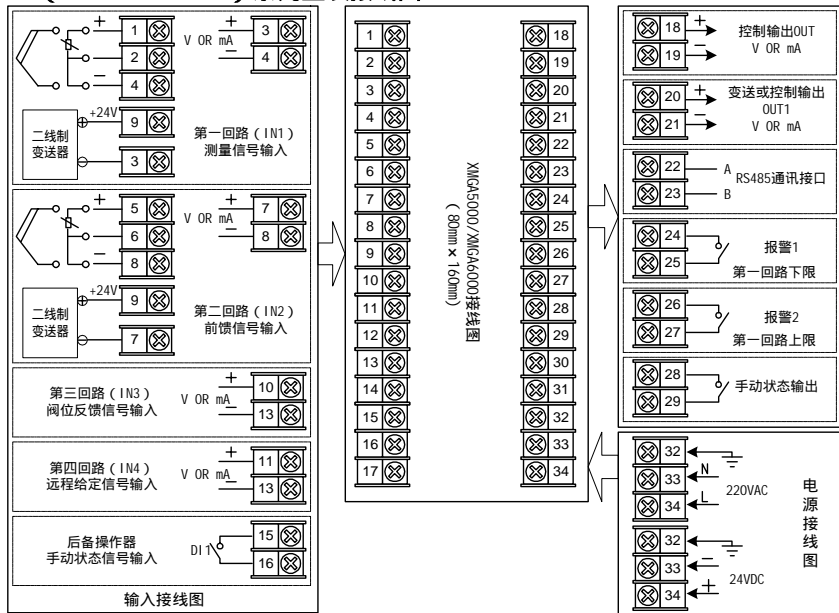 +
1
2
－
4
V OR mA
+
3
－
4
+24V
9
二线制
变送器
3
第一回路（IN1）
测量信号输入
+
5
6
－
8
V OR mA
+
7
－
8
+24V
9
二线制
变送器
7
第二回路（IN2）
前馈信号输入
第三回路（IN3）
阀位反馈信号输入
V OR mA
+
10
－
13
第四回路（IN4）
远程给定信号输入
V OR mA
+
11
－
13
后备操作器
手动状态信号输入
DI1
15
16
输入接线图
1
2
3
4
5
6
7
8
9
10
11
12
13
14
15
16
17
XMGA5000/XMGA6000接线图
(80mm×160mm)
18
19
20
21
22
23
24
25
26
27
28
29
30
31
32
33
34
18
+
19
－
控制输出OUT
V OR mA
20
+
21
－
变送或控制输出
OUT1
V OR mA
22
A
23
B
RS485通讯接口
24
25
报警1
第一回路下限
26
27
报警2
第一回路上限
28
29
手动状态输出
32
33
N
34
L
220VAC
32
33
－
34
+
24VDC
电源接线图